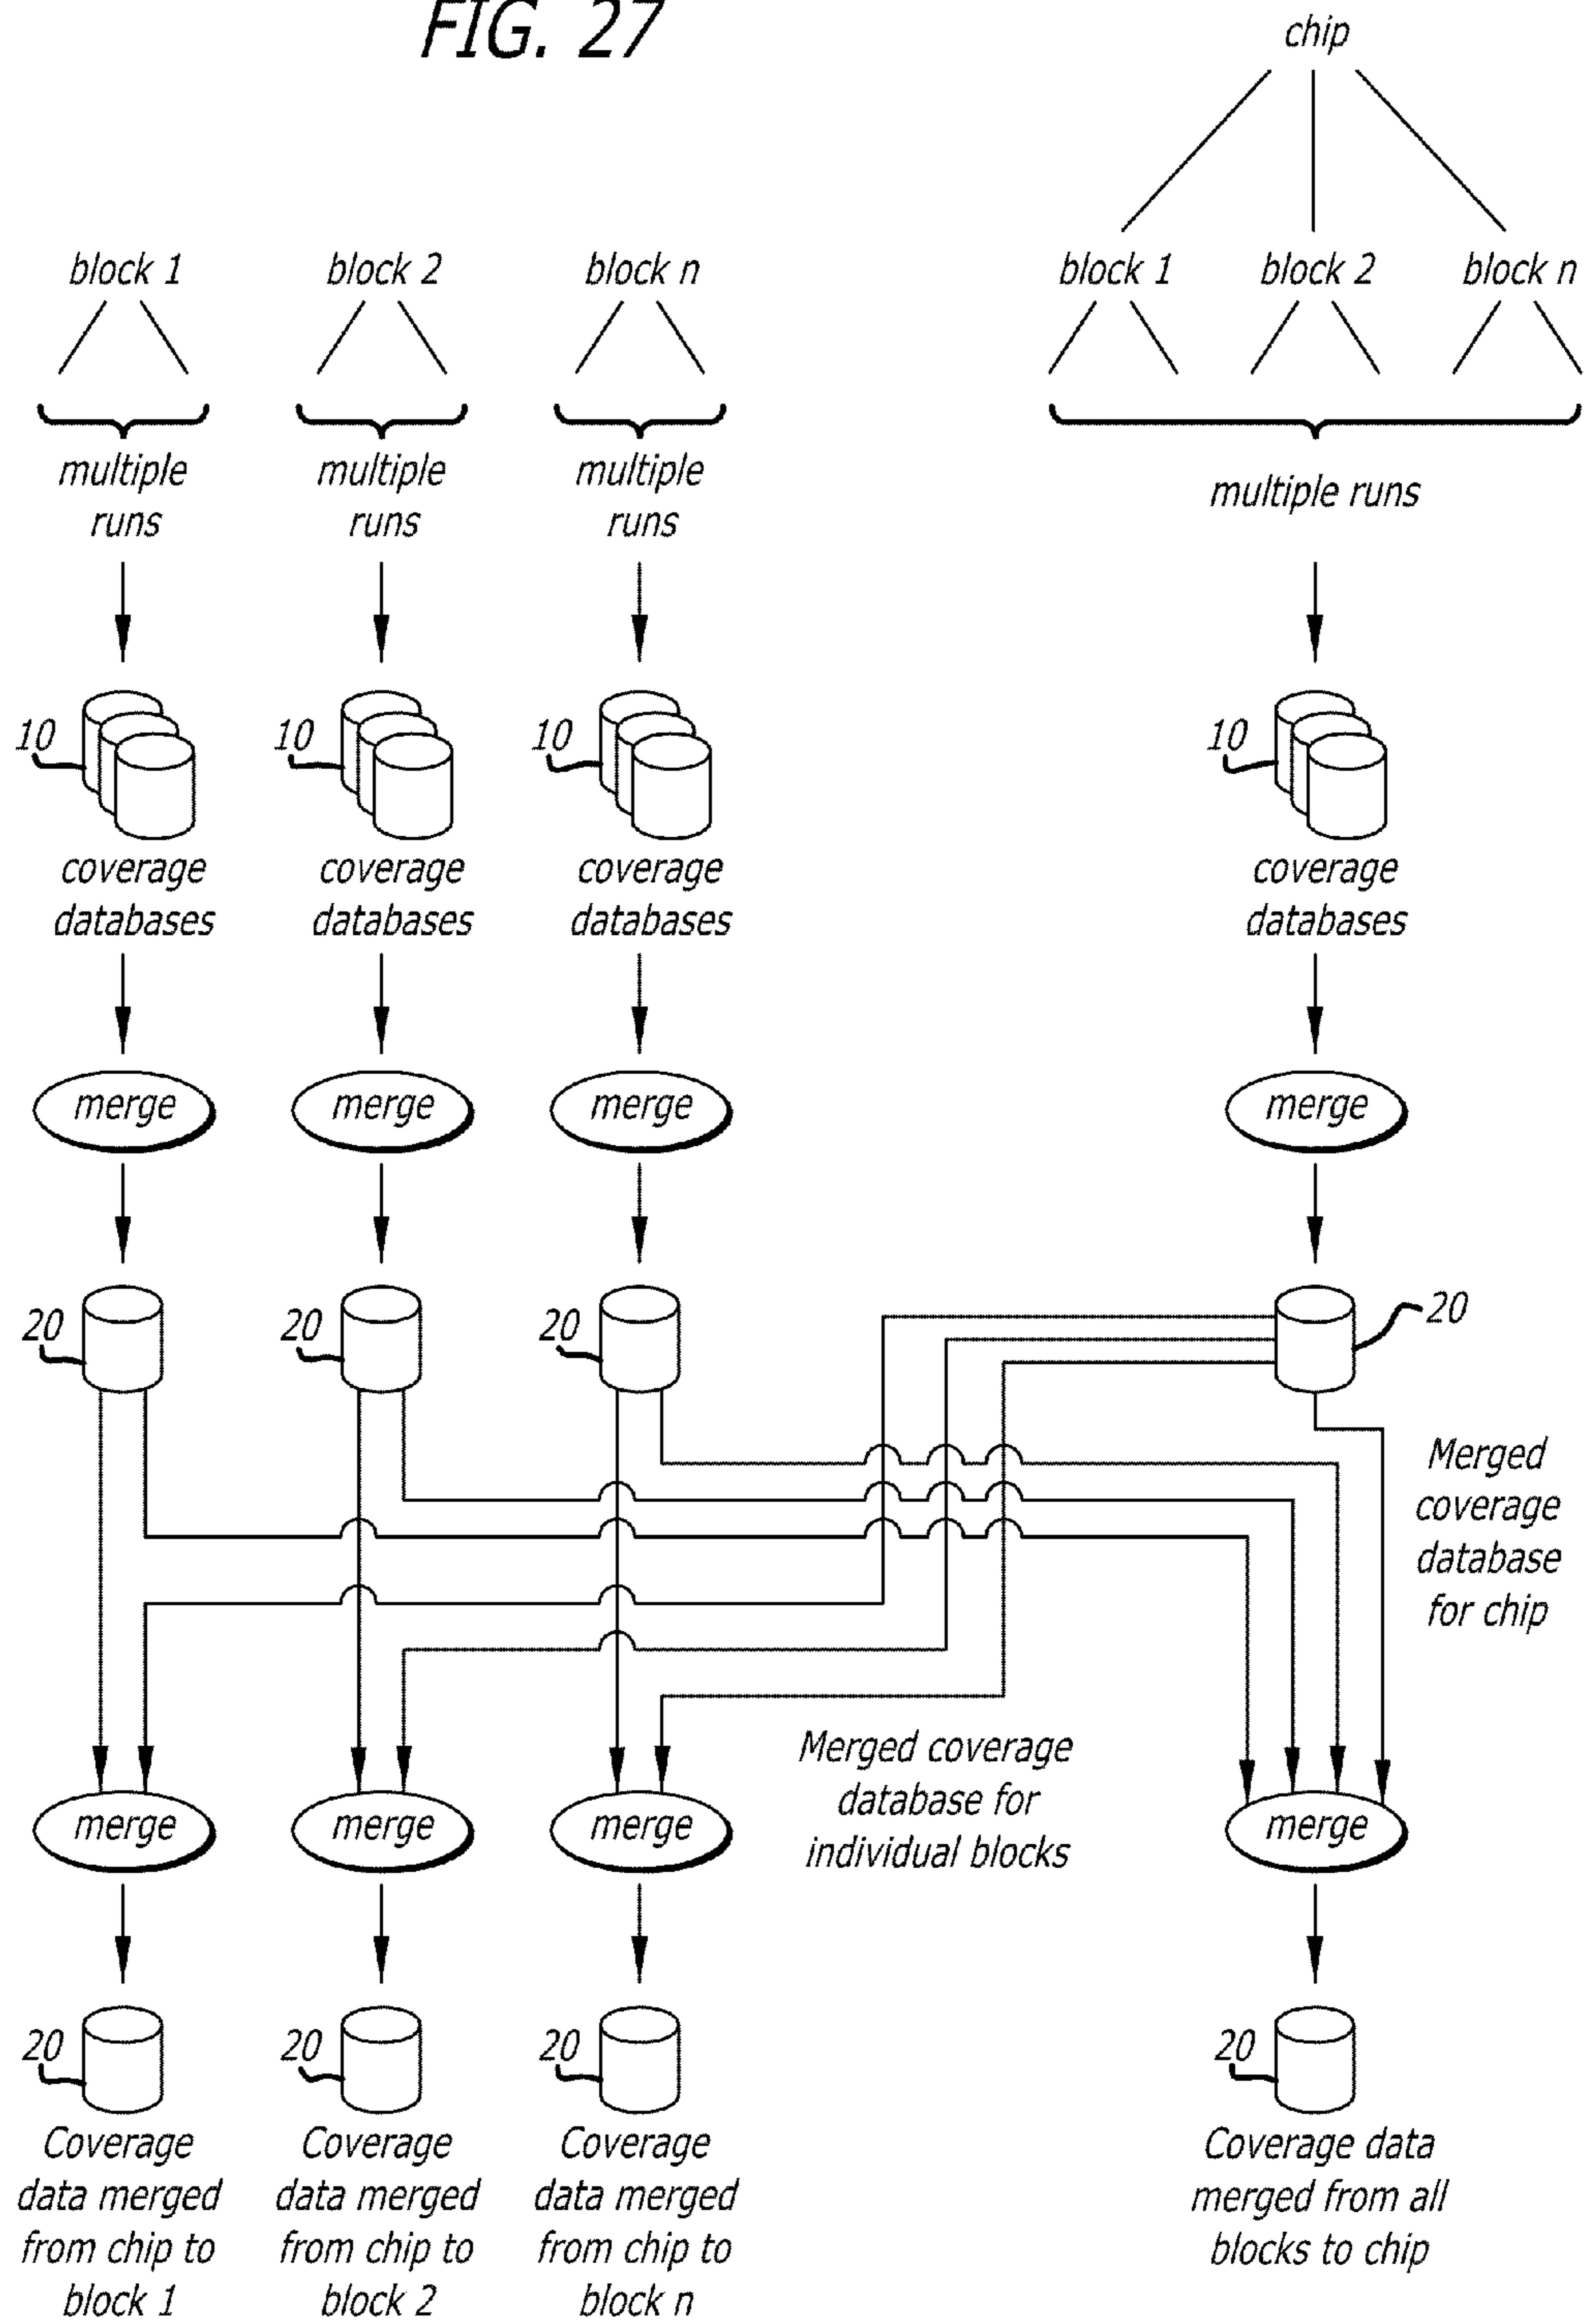 FIG. 27
chip
block 1
block 2
block n
block 1
block 2
block n
multiple
runs
multiple
runs
multiple
runs
multiple runs
10
10
10
10
coverage
databases
coverage
databases
coverage
databases
coverage
databases
merge
merge
merge
merge
20
20
20
20
Merged
coverage
database
for chip
Merged coverage
database for
individual blocks
merge
merge
merge
merge
20
20
20
20
Coverage
data merged
from chip to
block 1
Coverage
data merged
from chip to
block 2
Coverage
data merged
from chip to
block n
Coverage data
merged from all
blocks to chip